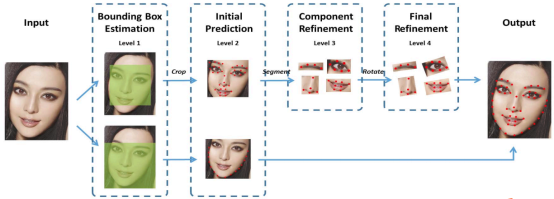 Input
Bounding Box
Estimation
Level 1
Initial
Prediction
Level 2
Component
Refinement
Level 3
Final
Refinement
Level 4
Output
Crop
Segment
Rotate